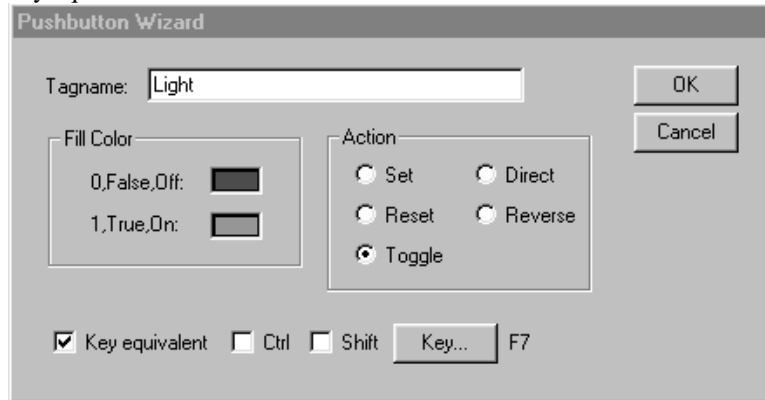 Pushbutton Wizard
Tagname: Light
OK
Cancel
Fill Color
0,False,Off:
1,True,On:
Action
Set Direct
Reset Reverse
Toggle
Key equivalent Ctrl Shift Key... F7